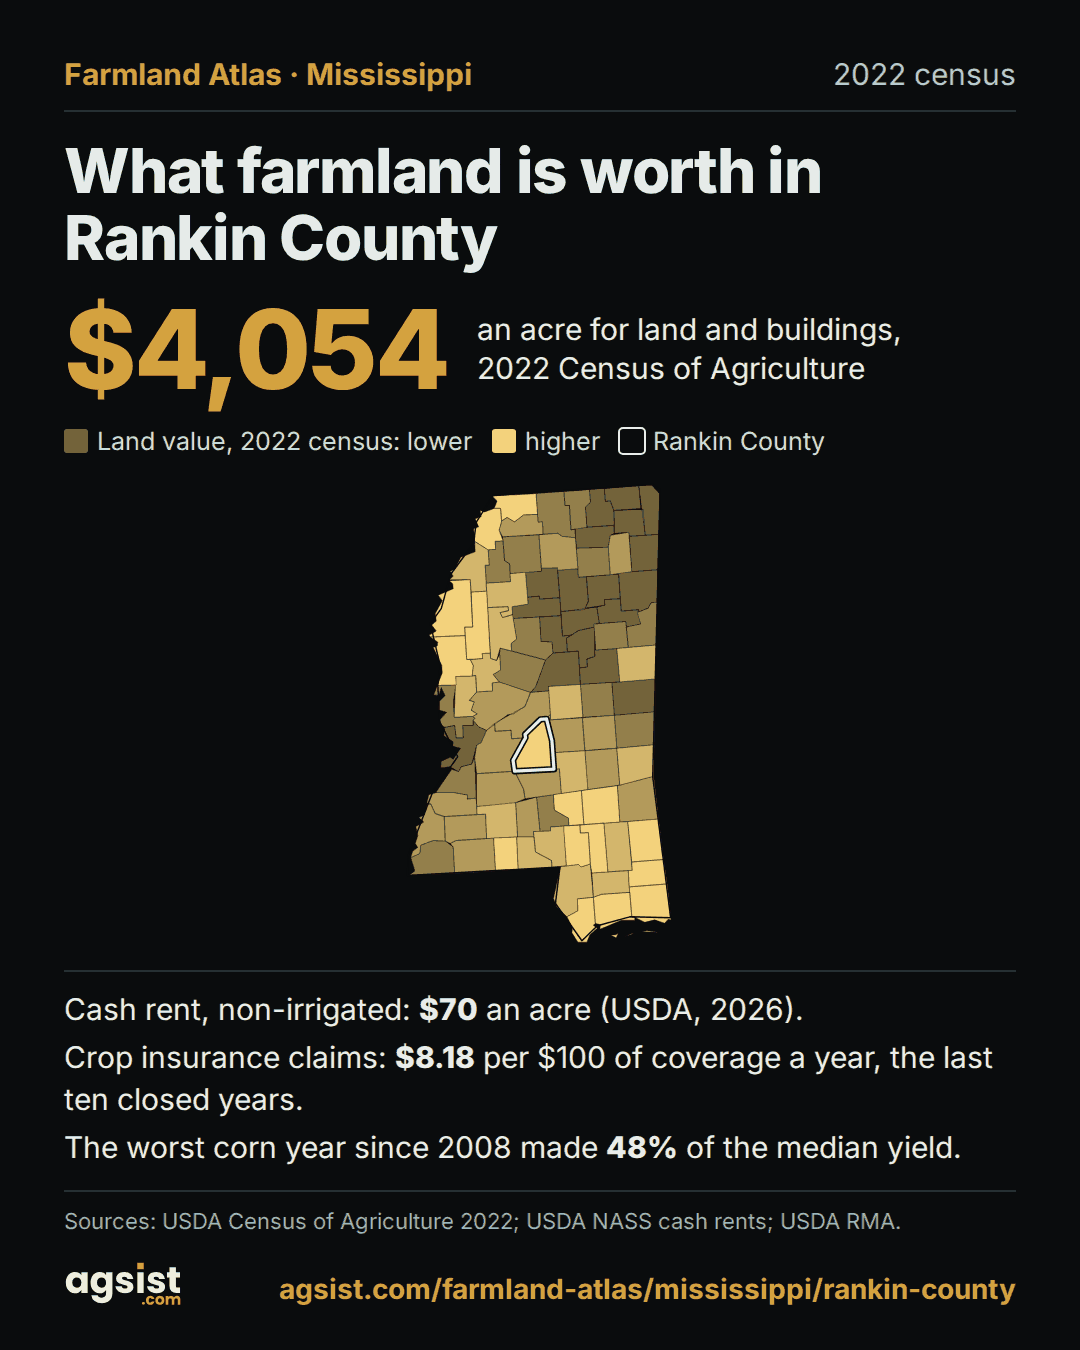 Farmland Atlas · Mississippi
2022 census
What farmland is worth in
Rankin County
$4,054
an acre for land and buildings,
2022 Census of Agriculture
Land value, 2022 census: lower
higher
Rankin County
Cash rent, non-irrigated: $70 an acre (USDA, 2026).
Crop insurance claims: $8.18 per $100 of coverage a year, the last
ten closed years.
The worst corn year since 2008 made 48% of the median yield.
Sources: USDA Census of Agriculture 2022; USDA NASS cash rents; USDA RMA.
agsist
.com
agsist.com/farmland-atlas/mississippi/rankin-county